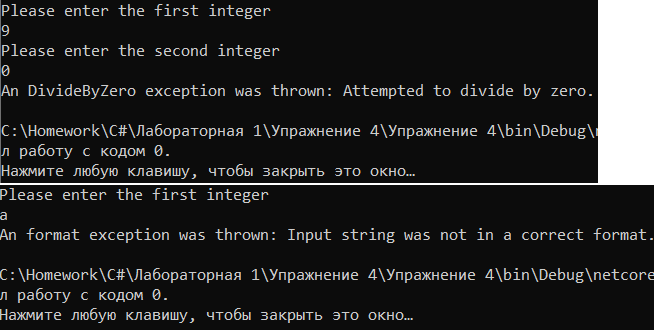 Please enter the first integer
9
Please enter the second integer
0
An DivideByZero exception was thrown: Attempted to divide by zero.
C:\Homework\C#\Лабораторная 1\Упражнение 4\Упражнение 4\bin\Debug\
л работу с кодом 0.
Нажмите любую клавишу, чтобы закрыть это окно…
Please enter the first integer
a
An format exception was thrown: Input string was not in a correct format.
C:\Homework\C#\Лабораторная 1\Упражнение 4\Упражнение 4\bin\Debug\netcore
л работу с кодом 0.
Нажмите любую клавишу, чтобы закрыть это окно…